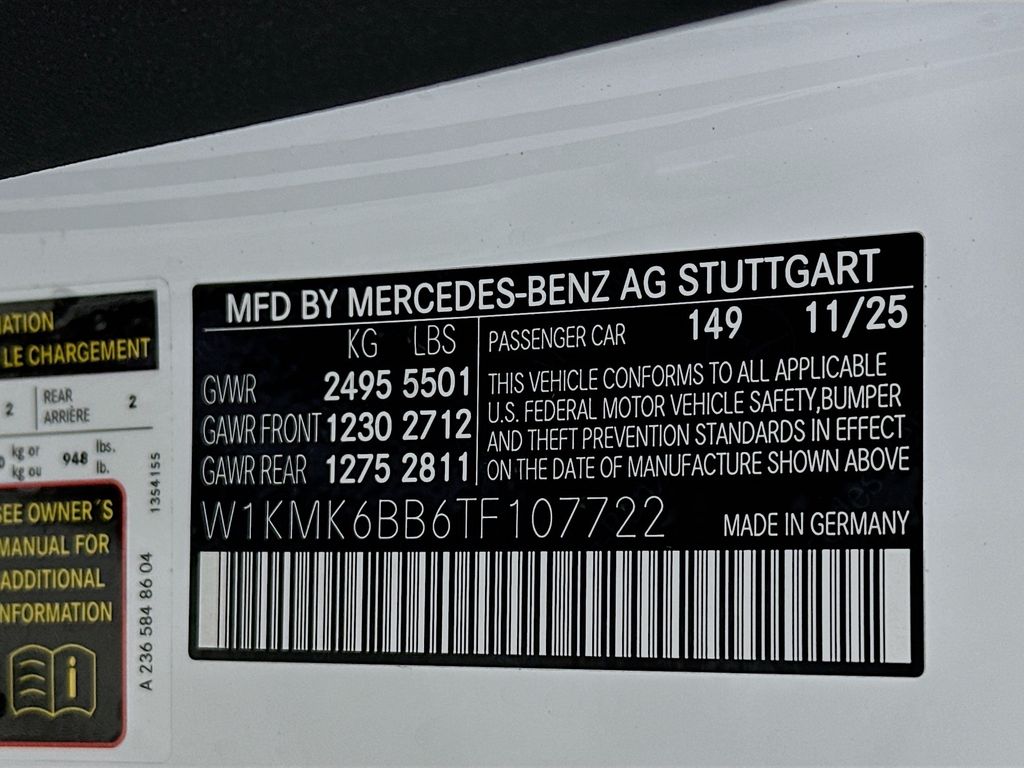 MFD BY MERCEDES-BENZ AG STUTTGART
KG LBS
GVWR 2495 5501
GAWR FRONT 1230 2712
GAWR REAR 1275 2811
PASSENGER CAR 149 11/25
THIS VEHICLE CONFORMS TO ALL APPLICABLE
U.S. FEDERAL MOTOR VEHICLE SAFETY,BUMPER
AND THEFT PREVENTION STANDARDS IN EFFECT
ON THE DATE OF MANUFACTURE SHOWN ABOVE
W1KMK6BB6TF107722 MADE IN GERMANY
LE CHARGEMENT
2 REAR 2
ARRIÈRE
kg or 948 lbs.
kg ou lb.
1354155
SEE OWNER´S
MANUAL FOR
ADDITIONAL
INFORMATION
i
A 236 584 86 04